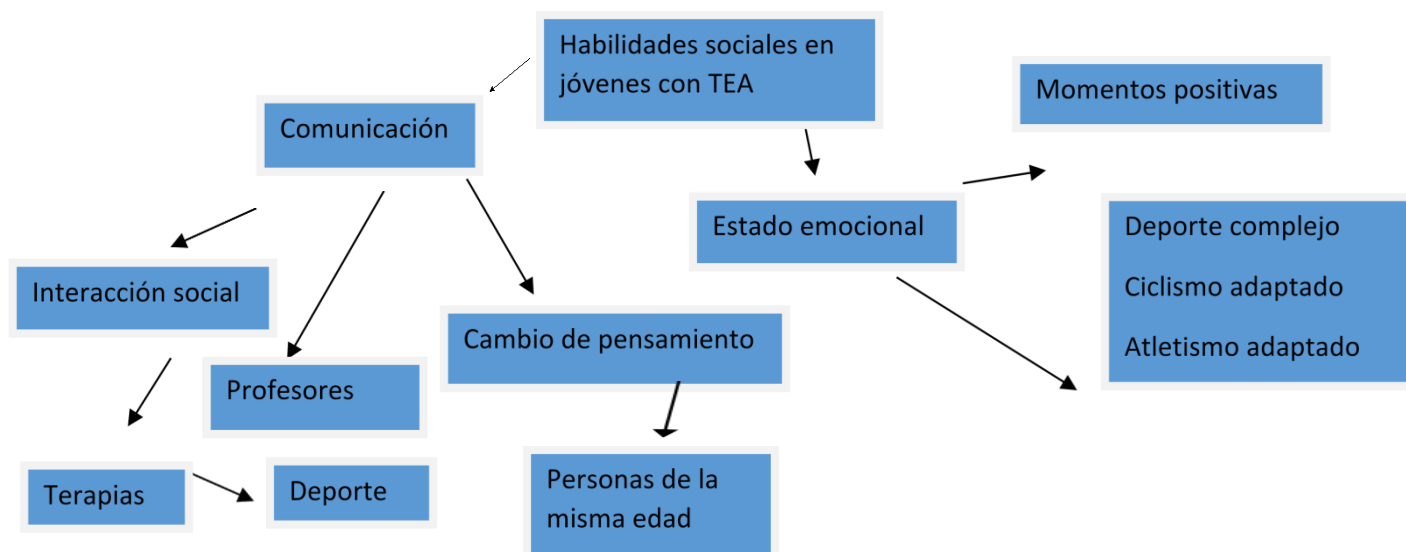 Habilidades sociales en
jóvenes con TEA
Momentos positivas
Comunicación
Estado emocional
Deporte complejo
Ciclismo adaptado
Atletismo adaptado
Interacción social
Cambio de pensamiento
Profesores
Terapias
Deporte
Personas de la
misma edad